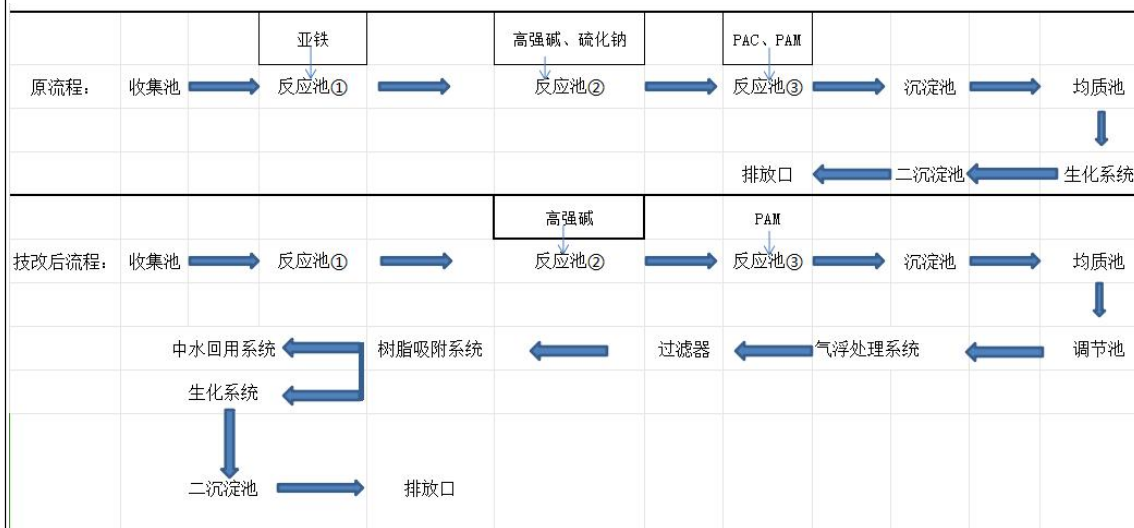 亚铁
高强碱、硫化钠
PAC、PAM
原流程：
收集池
反应池①
反应池②
反应池③
沉淀池
均质池
排放口
二沉淀池
生化系统
高强碱
PAM
技改后流程：
收集池
反应池①
反应池②
反应池③
沉淀池
均质池
中水回用系统
树脂吸附系统
过滤器
气浮处理系统
调节池
生化系统
二沉淀池
排放口